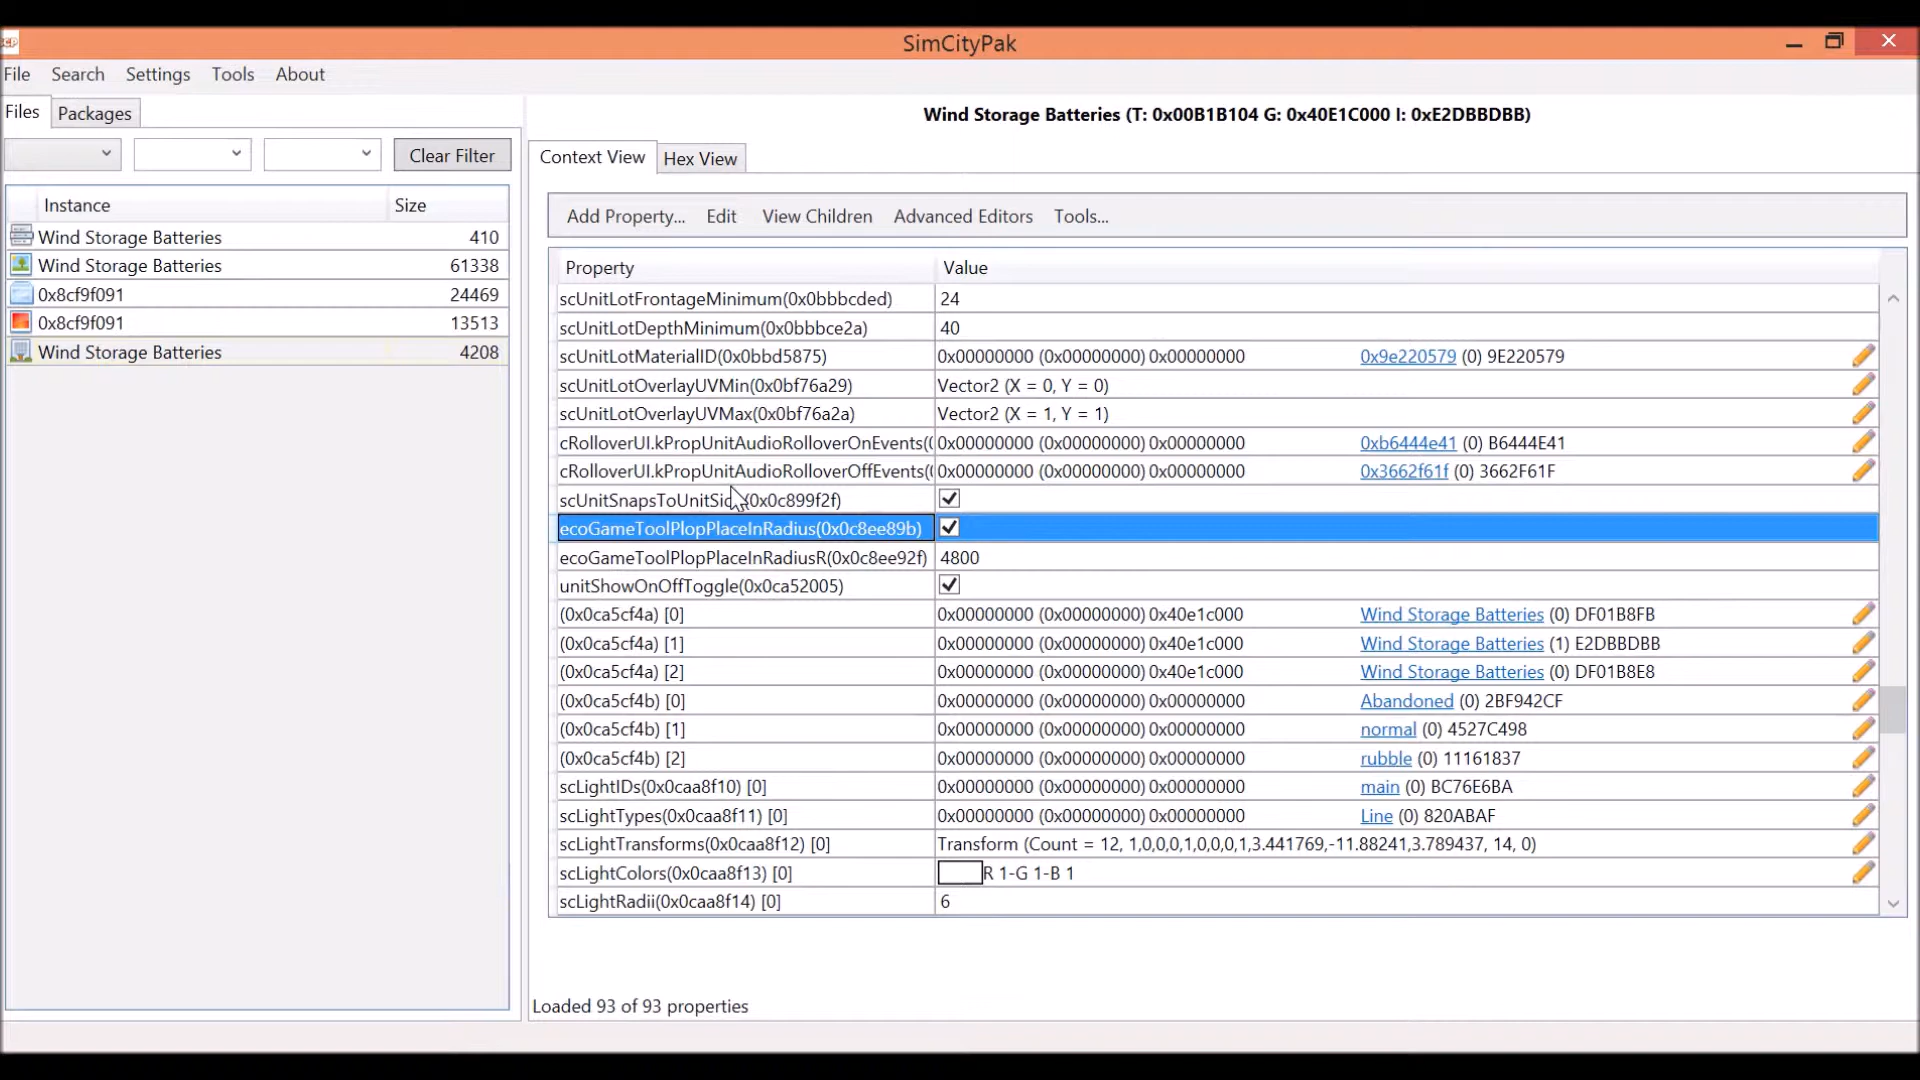 SimCityPak
File Search Settings Tools About
Files Packages
Clear Filter
Instance Size
Wind Storage Batteries 410
Wind Storage Batteries 61338
0x8cf9f091 24469
0x8cf9f091 13513
Wind Storage Batteries 4208
Wind Storage Batteries (T: 0x00B1B104 G: 0x40E1C000 I: 0xE2DBBDBB)
Context View Hex View
Add Property... Edit View Children Advanced Editors Tools...
Property Value
scUnitLotFrontageMinimum(0x0bbbcded) 24
scUnitLotDepthMinimum(0x0bbbce2a) 40
scUnitLotMaterialID(0x0bbd5875) 0x00000000 (0x00000000) 0x00000000 0x9e220579 (0) 9E220579
scUnitLotOverlayUVMin(0x0bf76a29) Vector2 (X = 0, Y = 0)
scUnitLotOverlayUVMax(0x0bf76a2a) Vector2 (X = 1, Y = 1)
cRolloverUI.kPropUnitAudioRolloverOnEvents( 0x00000000 (0x00000000) 0x00000000 0xb6444e41 (0) B6444E41
cRolloverUI.kPropUnitAudioRolloverOffEvents( 0x00000000 (0x00000000) 0x00000000 0x3662f61f (0) 3662F61F
(0x0c899f2f)
ecoGameToolPlopPlaceInRadius(0x0c8ee89b)
ecoGameToolPlopPlaceInRadiusR(0x0c8ee92f) 4800
unitShowOnOffToggle(0x0ca52005)
(0x0ca5cf4a) [0] 0x00000000 (0x00000000) 0x40e1c000 Wind Storage Batteries (0) DF01B8FB
(0x0ca5cf4a) [1] 0x00000000 (0x00000000) 0x40e1c000 Wind Storage Batteries (1) E2DBBDBB
(0x0ca5cf4a) [2] 0x00000000 (0x00000000) 0x40e1c000 Wind Storage Batteries (0) DF01B8E8
(0x0ca5cf4b) [0] 0x00000000 (0x00000000) 0x00000000 Abandoned (0) 2BF942CF
(0x0ca5cf4b) [1] 0x00000000 (0x00000000) 0x00000000 normal (0) 4527C498
(0x0ca5cf4b) [2] 0x00000000 (0x00000000) 0x00000000 rubble (0) 11161837
scLightIDs(0x0caa8f10) [0] 0x00000000 (0x00000000) 0x00000000 main (0) BC76E6BA
scLightTypes(0x0caa8f11) [0] 0x00000000 (0x00000000) 0x00000000 Line (0) 820ABAF
scLightTransforms(0x0caa8f12) [0] Transform (Count = 12, 1,0,0,0,1,0,0,0,1,3.441769,-11.88241,3.789437, 14, 0)
scLightColors(0x0caa8f13) [0] R 1-G 1-B 1
scLightRadii(0x0caa8f14) [0] 6
Loaded 93 of 93 properties